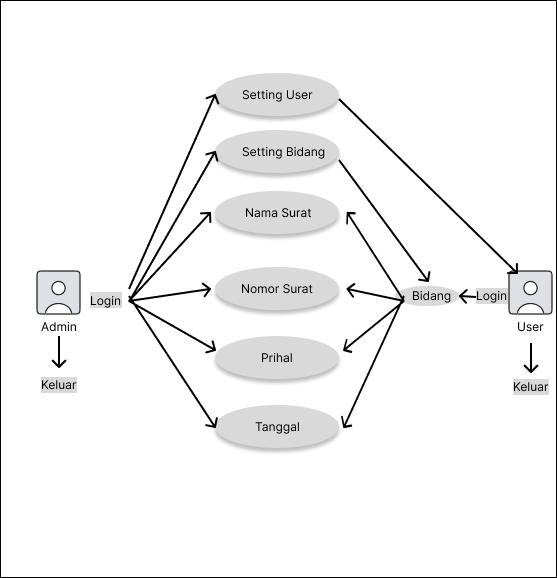 Setting User
Setting Bidang
Nama Surat
Nomor Surat
Prihal
Tanggal
Login
Admin
Keluar
Bidang
Login
User
Keluar